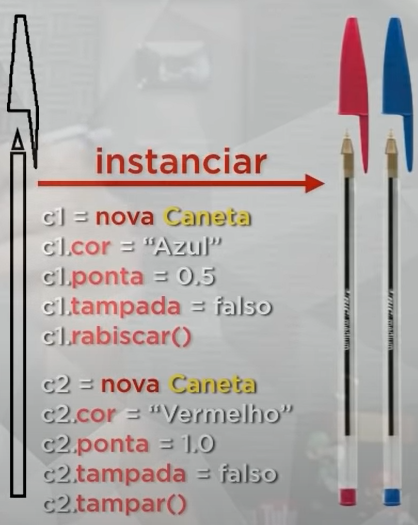 instanciar
c1 = nova Caneta
c1.cor = “Azul”
c1.ponta = 0.5
c1.tampada = falso
c1.rabiscar()
c2 = nova Caneta
c2.cor = “Vermelho”
c2.ponta = 1.0
c2.tampada = falso
c2.tampar()